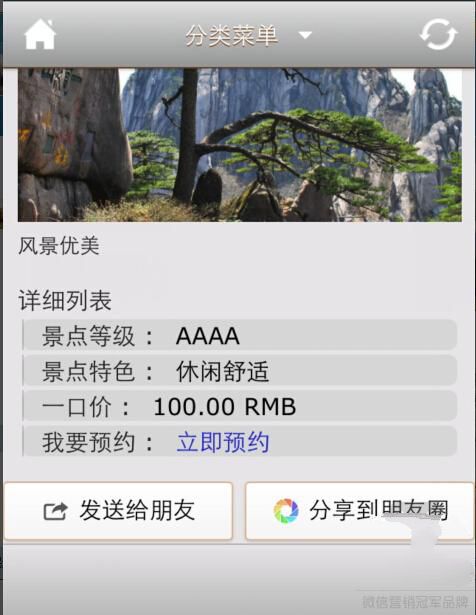 分类菜单
风景优美
详细列表
景点等级： AAAA
景点特色： 休闲舒适
一口价： 100.00 RMB
我要预约： 立即预约
发送给朋友
分享到朋友圈
微信营销冠军品牌